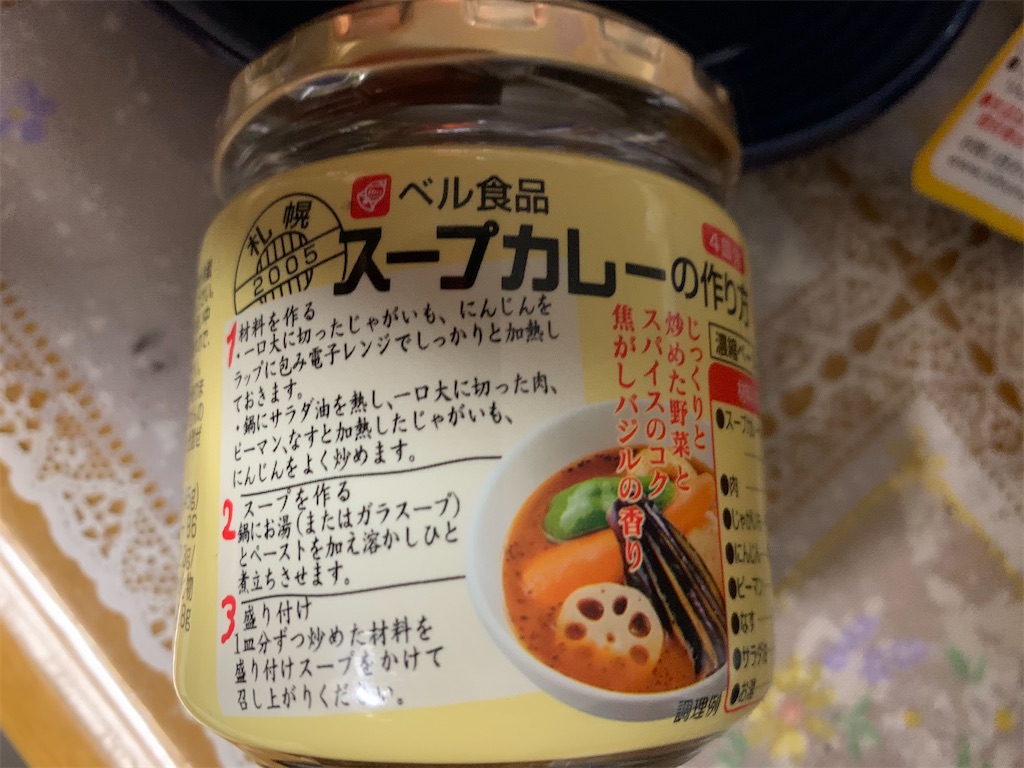 ベル食品
札幌
2005
スープカレーの作り方
じっくりと
炒めた野菜と
スパイスのコク
焦がしバジルの香り
1 材料を作る
・一口大に切ったじゃがいも、にんじんを
ラップに包み電子レンジでしっかりと加熱し
ておきます。
・鍋にサラダ油を熱し、一口大に切った肉、
ピーマン、なすと加熱したじゃがいも、
にんじんをよく炒めます。
2 スープを作る
鍋にお湯(またはガラスープ)
とペーストを加え溶かしひと
煮立ちさせます。
3 盛り付け
1皿分ずつ炒めた材料を
盛り付けスープをかけて
召し上がりください。
調理例
●スープカレー
●肉
●じゃがいも
●にんじん
●ピーマン
●なす
●サラダ油
●お湯